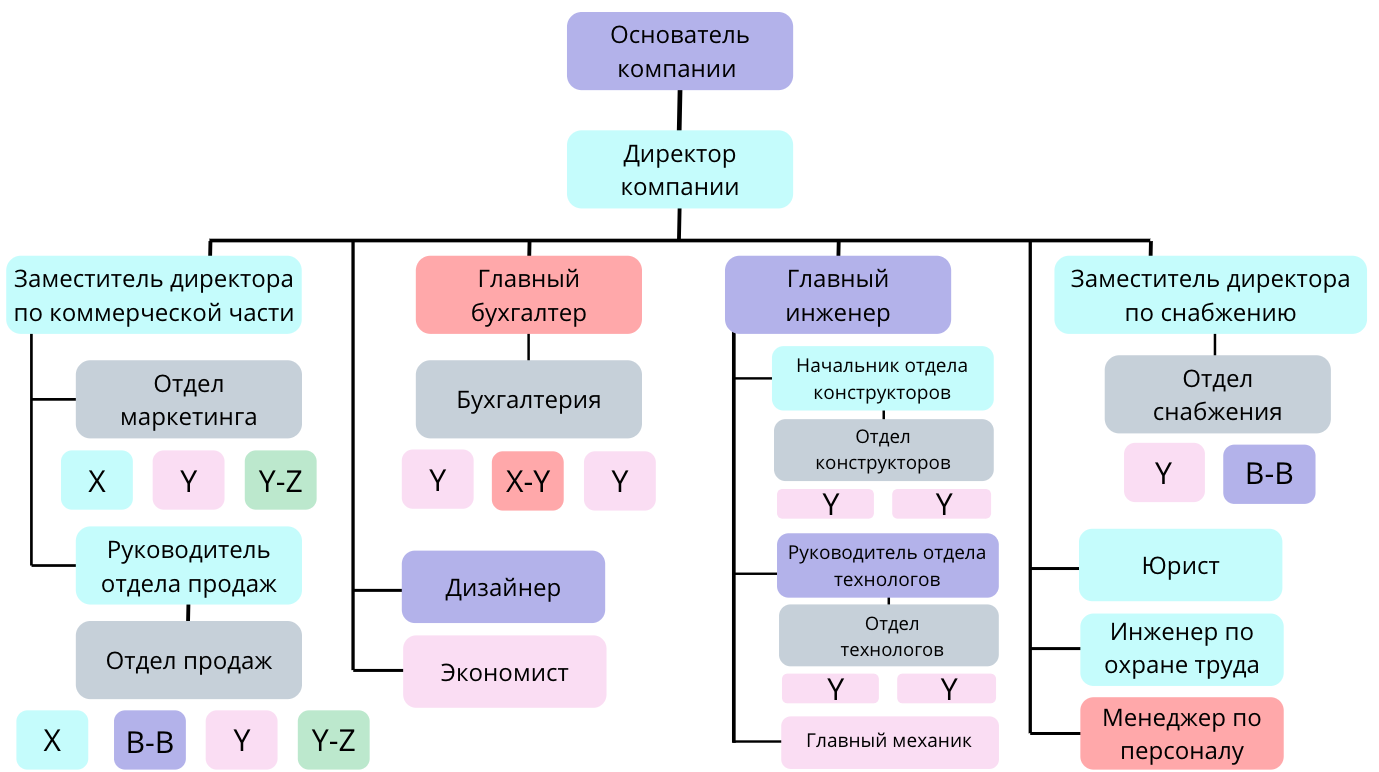 Основатель
компании
Директор
компании
Заместитель директора
по коммерческой части
Отдел
маркетинга
X
Y
Y-Z
Руководитель
отдела продаж
Отдел продаж
X
B-B
Y
Y-Z
Главный
бухгалтер
Бухгалтерия
Y
X-Y
Y
Дизайнер
Экономист
Главный
инженер
Начальник отдела
конструкторов
Отдел
конструкторов
Y
Y
Руководитель отдела
технологов
Отдел
технологов
Y
Y
Главный механик
Заместитель директора
по снабжению
Отдел
снабжения
Y
B-B
Юрист
Инженер по
охране труда
Менеджер по
персоналу